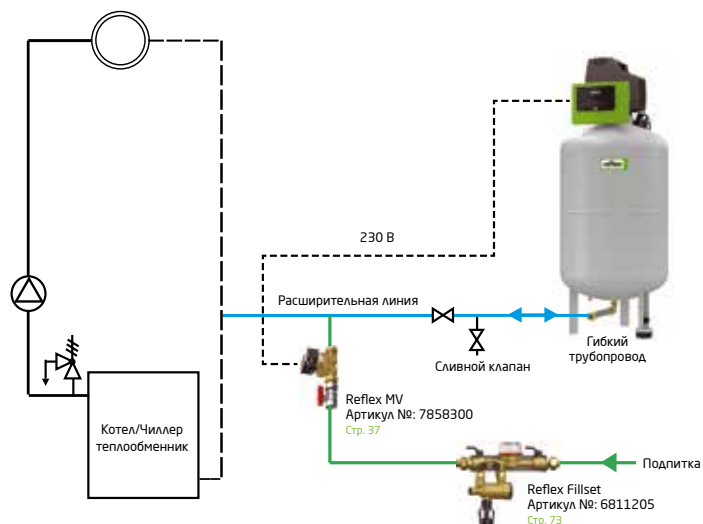 230 В
Расширительная линия
Сливной клапан
Гибкий
трубопровод
Котел/Чиллер
теплообменник
Reflex MV
Артикул №: 7858300
Стр. 37
Подпитка
Reflex Fillset
Артикул №: 6811205
Стр. 73